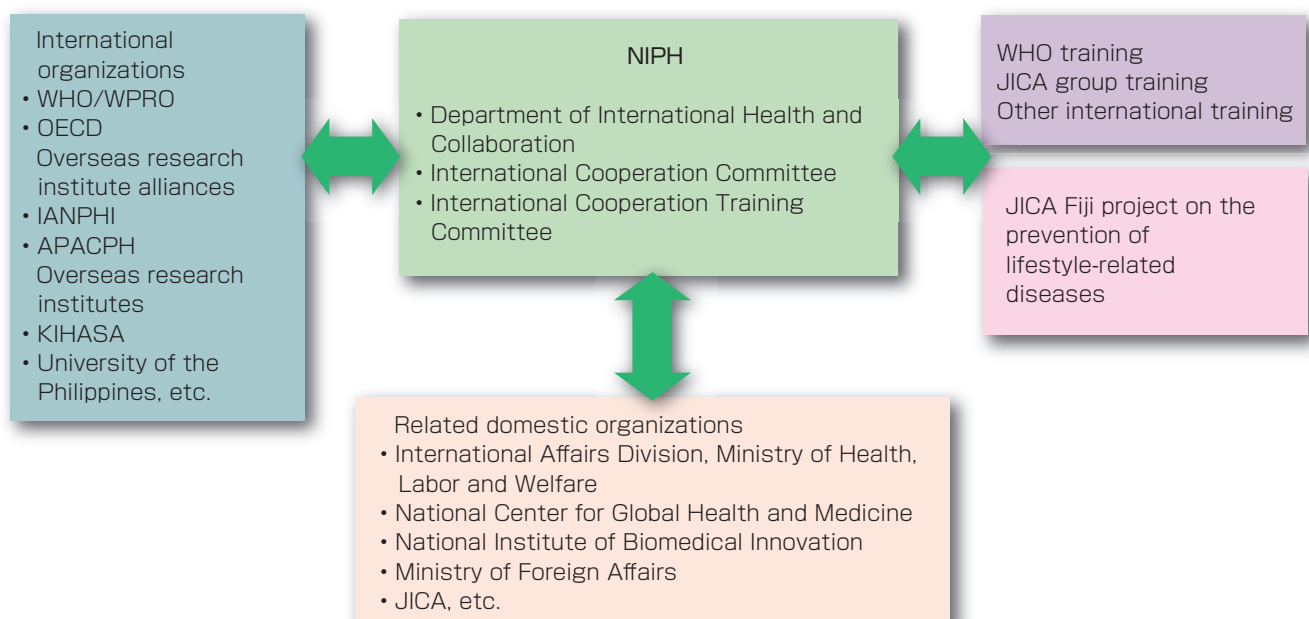 International
organizations
• WHO/WPRO
• OECD
Overseas research
institute alliances
• IANPHI
• APACPH
Overseas research
institutes
• KIHASA
• University of the
Philippines, etc.
NIPH
• Department of International Health and
Collaboration
• International Cooperation Committee
• International Cooperation Training
Committee
WHO training
JICA group training
Other international training
JICA Fiji project on the
prevention of
lifestyle-related
diseases
Related domestic organizations
• International Affairs Division, Ministry of Health,
Labor and Welfare
• National Center for Global Health and Medicine
• National Institute of Biomedical Innovation
• Ministry of Foreign Affairs
• JICA, etc.